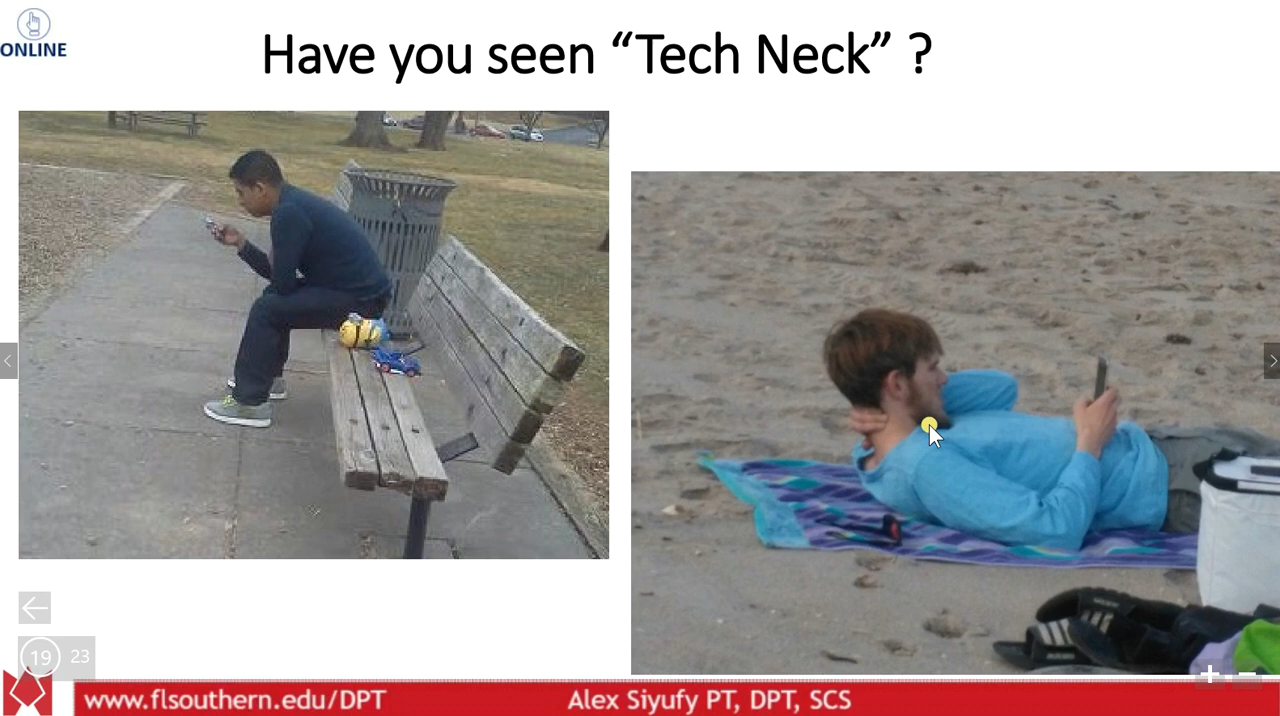 ONLINE
Have you seen “Tech Neck” ?
19 23
www.flsouthern.edu/DPT Alex Siyufy PT, DPT, SCS